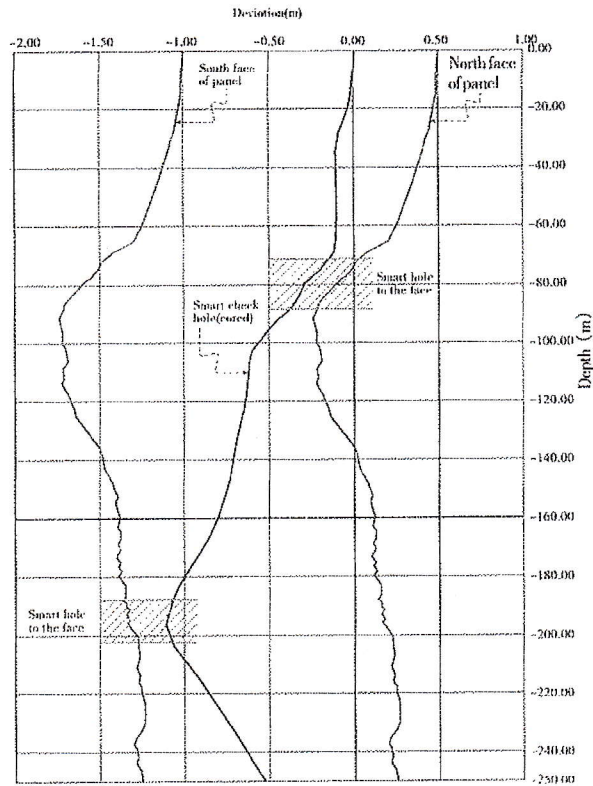 Deviotion(m)
-2.00 -1.50 -1.00 -0.50 0.00 0.50 1.00
0.00
South face
of panel
North face
of panel
-20.00
-40.00
-60.00
-80.00
Smart hole
to the face
Smart check
hole(cored)
-100.00
Depth (m)
-120.00
-140.00
-160.00
-180.00
Smart hole
to the face
-200.00
-220.00
-240.00
-250.00